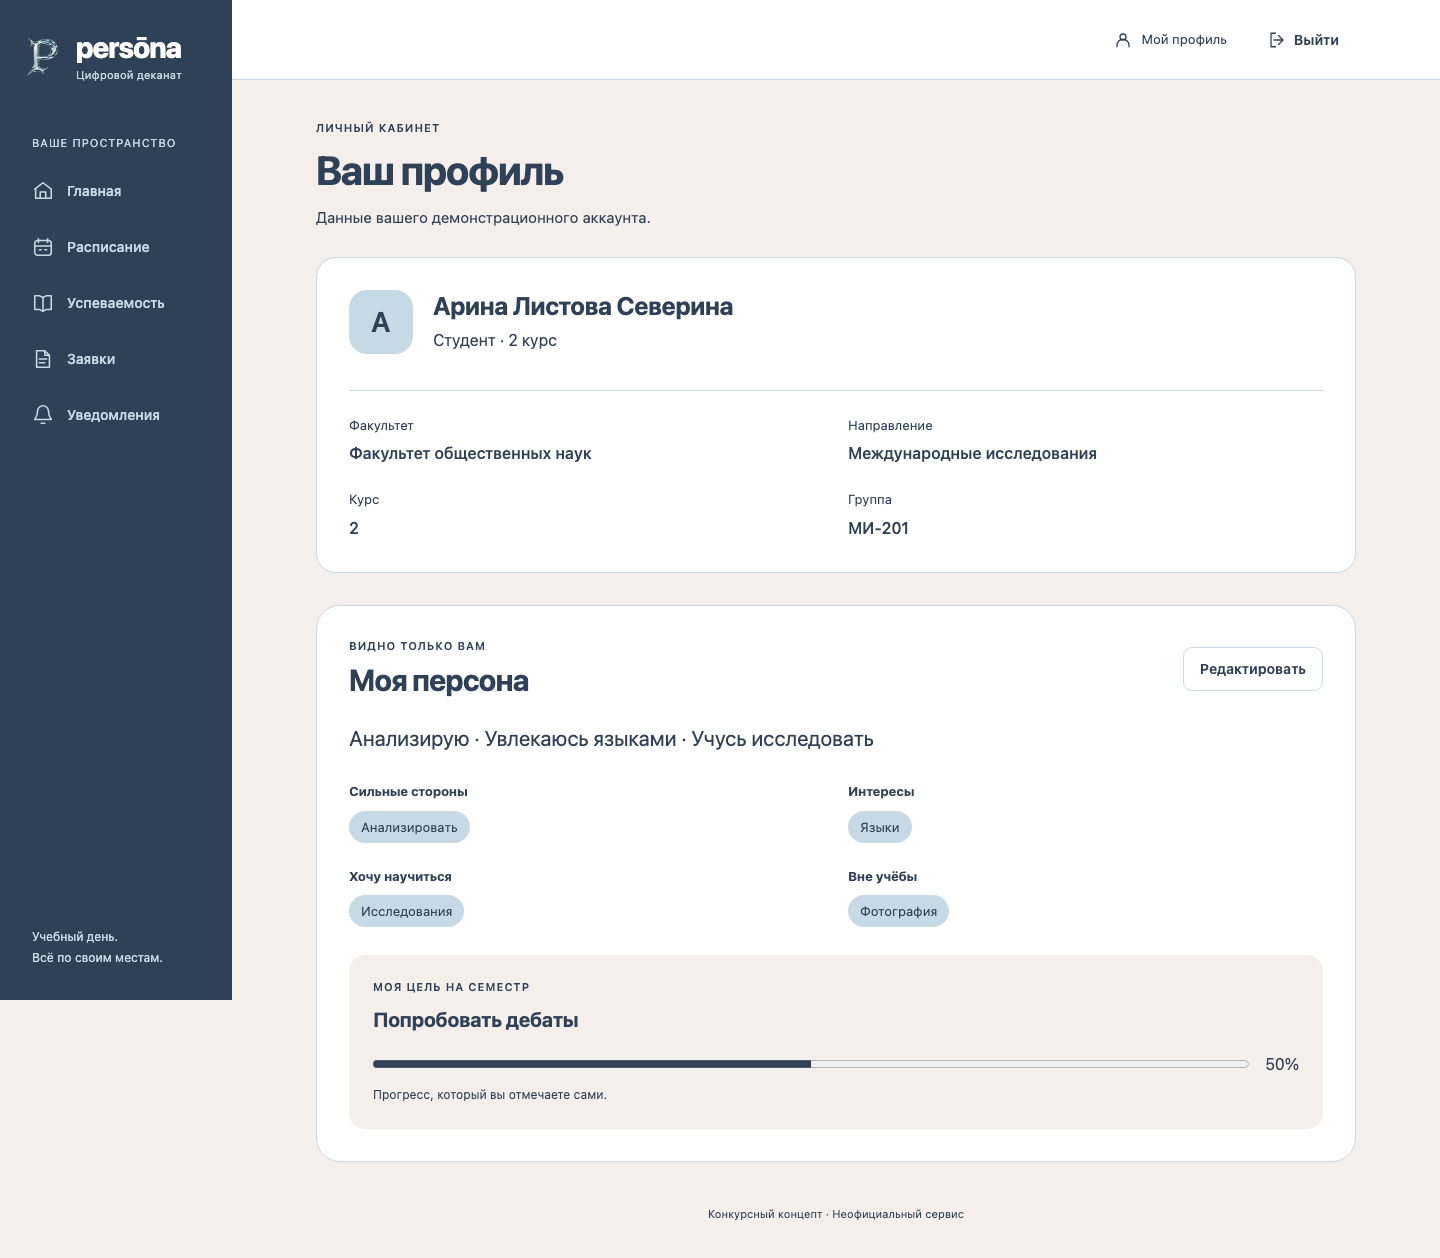 persōna
Цифровой деканат
ВАШЕ ПРОСТРАНСТВО
Главная
Расписание
Успеваемость
Заявки
Уведомления
Учебный день.
Всё по своим местам.
Мой профиль
Выйти
ЛИЧНЫЙ КАБИНЕТ
Ваш профиль
Данные вашего демонстрационного аккаунта.
А
Арина Листова Северина
Студент · 2 курс
Факультет
Факультет общественных наук
Направление
Международные исследования
Курс
2
Группа
МИ-201
ВИДНО ТОЛЬКО ВАМ
Моя персона
Редактировать
Анализирую · Увлекаюсь языками · Учусь исследовать
Сильные стороны
Анализировать
Интересы
Языки
Хочу научиться
Исследования
Вне учёбы
Фотография
МОЯ ЦЕЛЬ НА СЕМЕСТР
Попробовать дебаты
50%
Прогресс, который вы отмечаете сами.
Конкурсный концепт · Неофициальный сервис